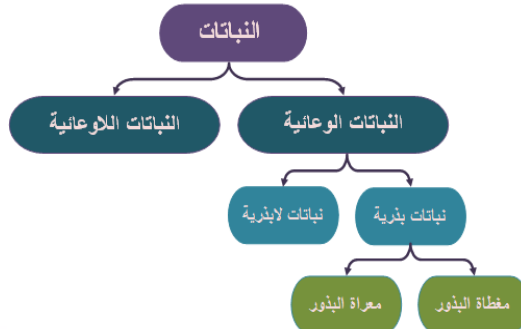 النباتات
النباتات الوعائية
النباتات اللاوعائية
نباتات بذرية
نباتات لابذرية
مغطاة البذور
معراة البذور